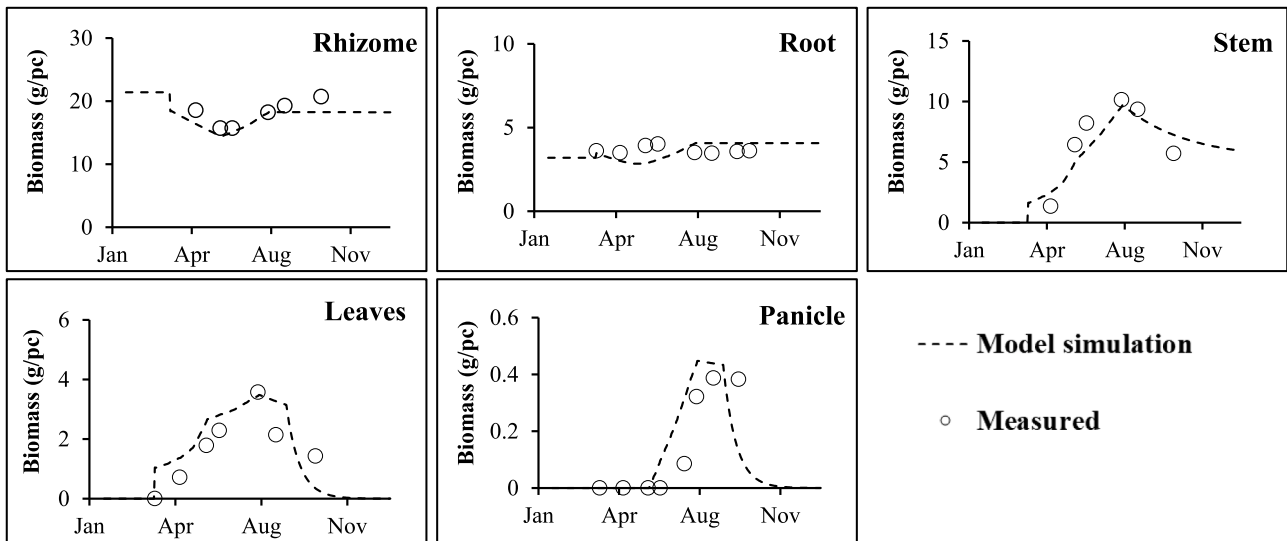 Rhizome
Biomass (g/pc)
30
20
10
0
Jan
Apr
Aug
Nov
Root
Biomass (g/pc)
10
5
0
Jan
Apr
Aug
Nov
Stem
Biomass (g/pc)
15
10
5
0
Jan
Apr
Aug
Nov
Leaves
Biomass (g/pc)
6
4
2
0
Jan
Apr
Aug
Nov
Panicle
Biomass (g/pc)
0.6
0.4
0.2
0
Jan
Apr
Aug
Nov
Model simulation
Measured